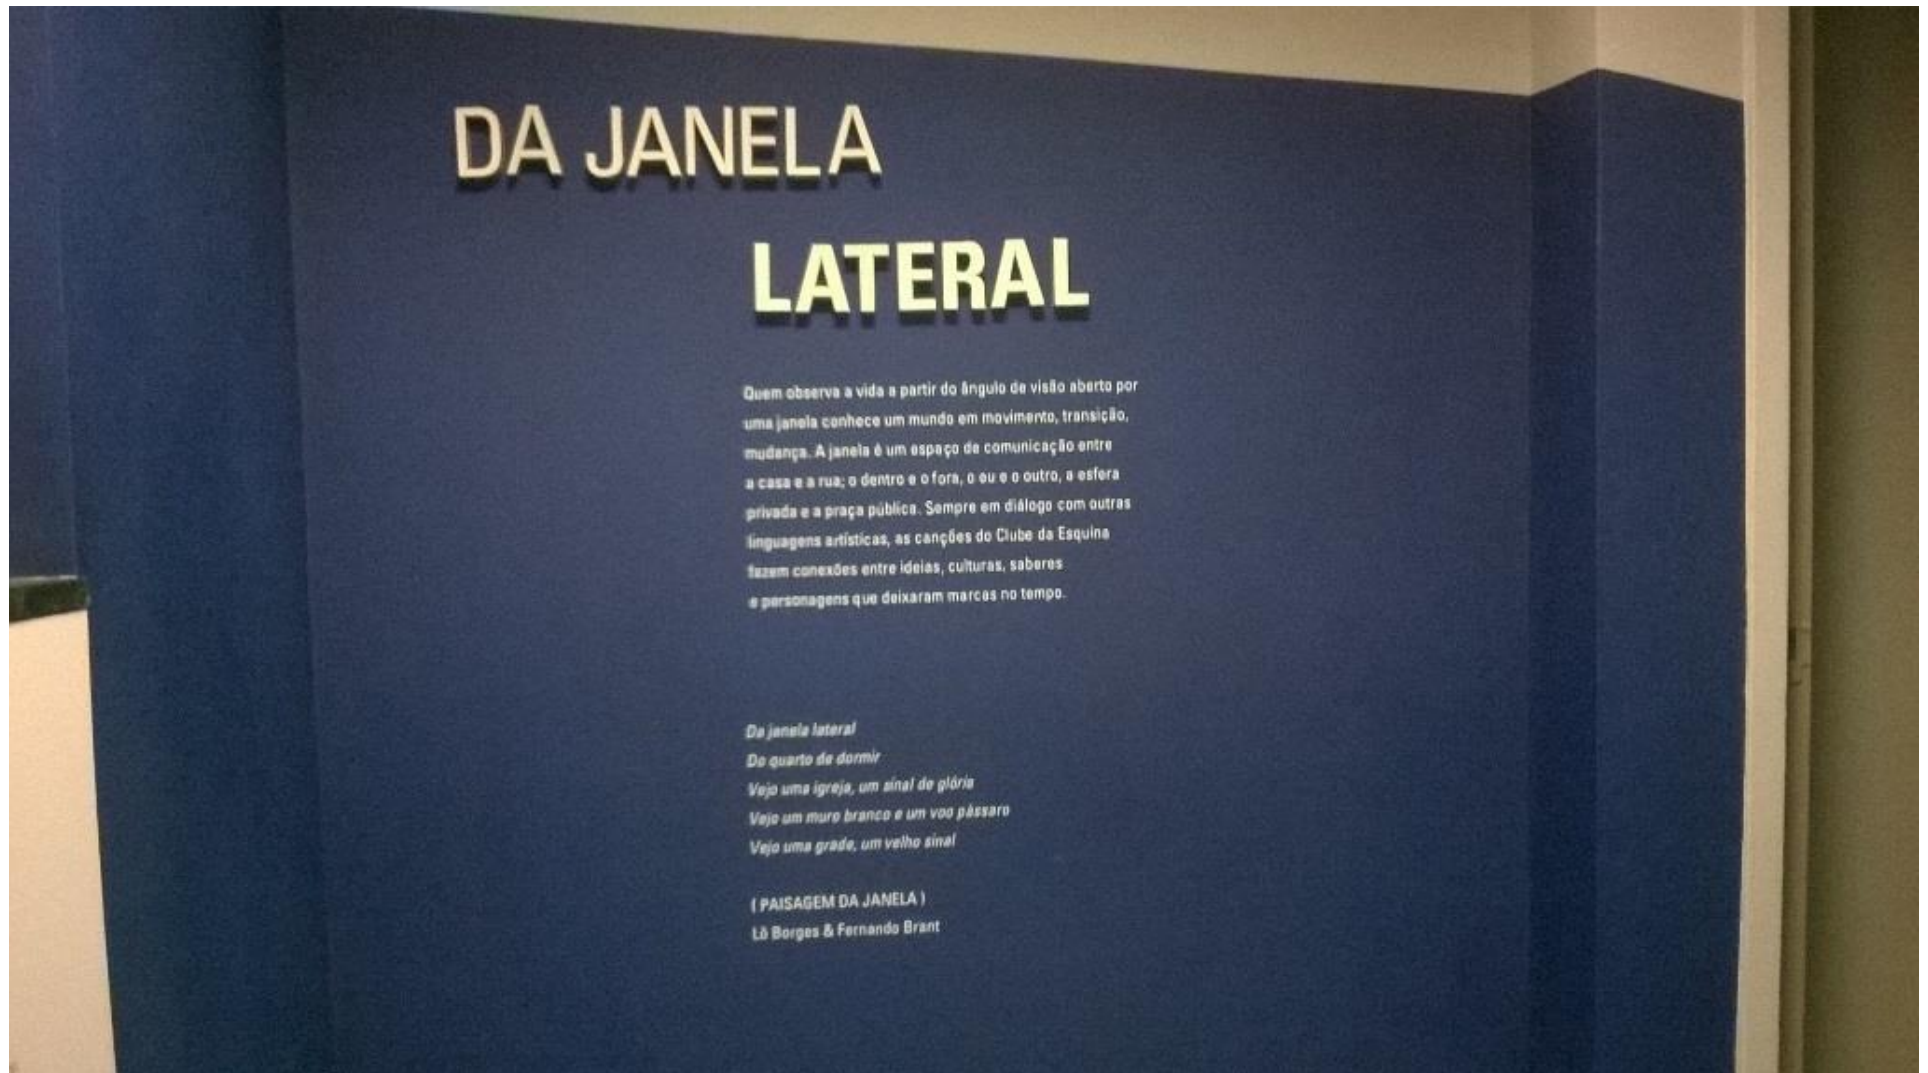 DA JANELA
LATERAL
Quem observa a vida a partir do ângulo de visão aberto por
uma janela conhece um mundo em movimento, transição,
mudança. A janela é um espaço de comunicação entre
a casa e a rua; o dentro e o fora, o eu e o outro, a esfera
privada e a praça pública. Sempre em diálogo com outras
linguagens artísticas, as canções do Clube da Esquina
fazem conexões entre ideias, culturas, saberes
e personagens que deixaram marcas no tempo.
Da janela lateral
Do quarto de dormir
Vejo uma igreja, um sinal de glória
Vejo um muro branco e um voo pássaro
Vejo uma grade, um velho sinal
( PAISAGEM DA JANELA )
Lô Borges & Fernando Brant